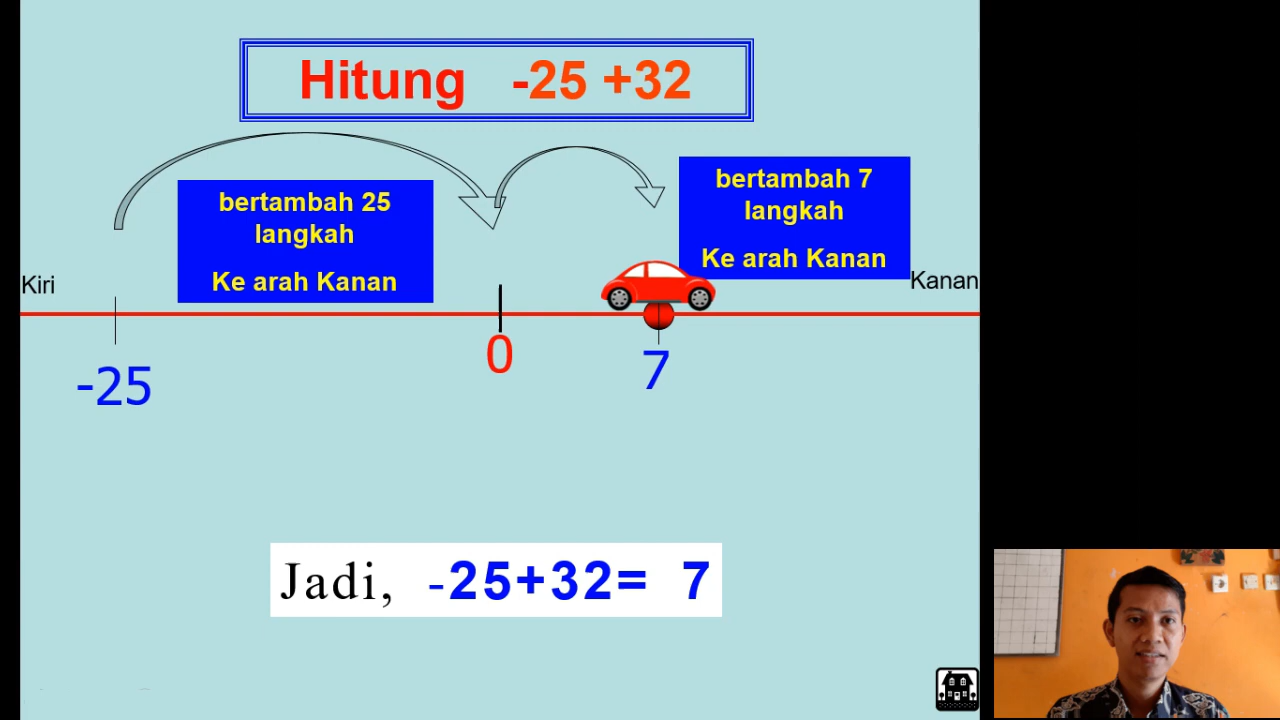 Hitung -25 +32
bertambah 25
langkah
Ke arah Kanan
bertambah 7
langkah
Ke arah Kanan
Kiri
Kanan
-25
0
7
Jadi, -25+32= 7